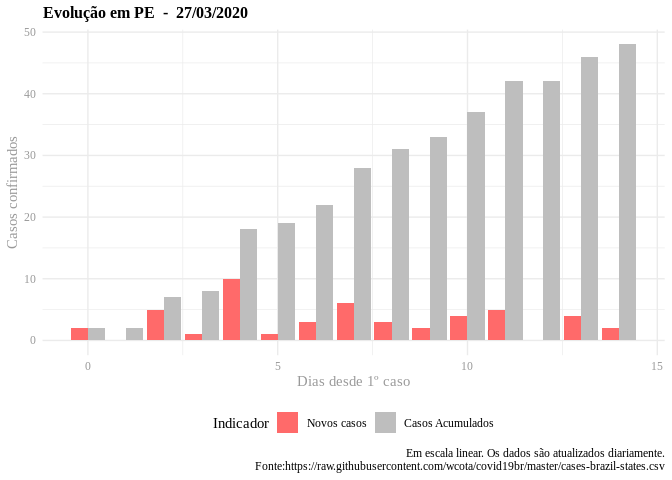 Evolução em PE  -  27/03/2020
Casos confirmados
50
40
30
20
10
0
0 5 10 15
Dias desde 1º caso
Indicador Novos casos Casos Acumulados
Em escala linear. Os dados são atualizados diariamente.
Fonte:https://raw.githubusercontent.com/wcota/covid19br/master/cases-brazil-states.csv